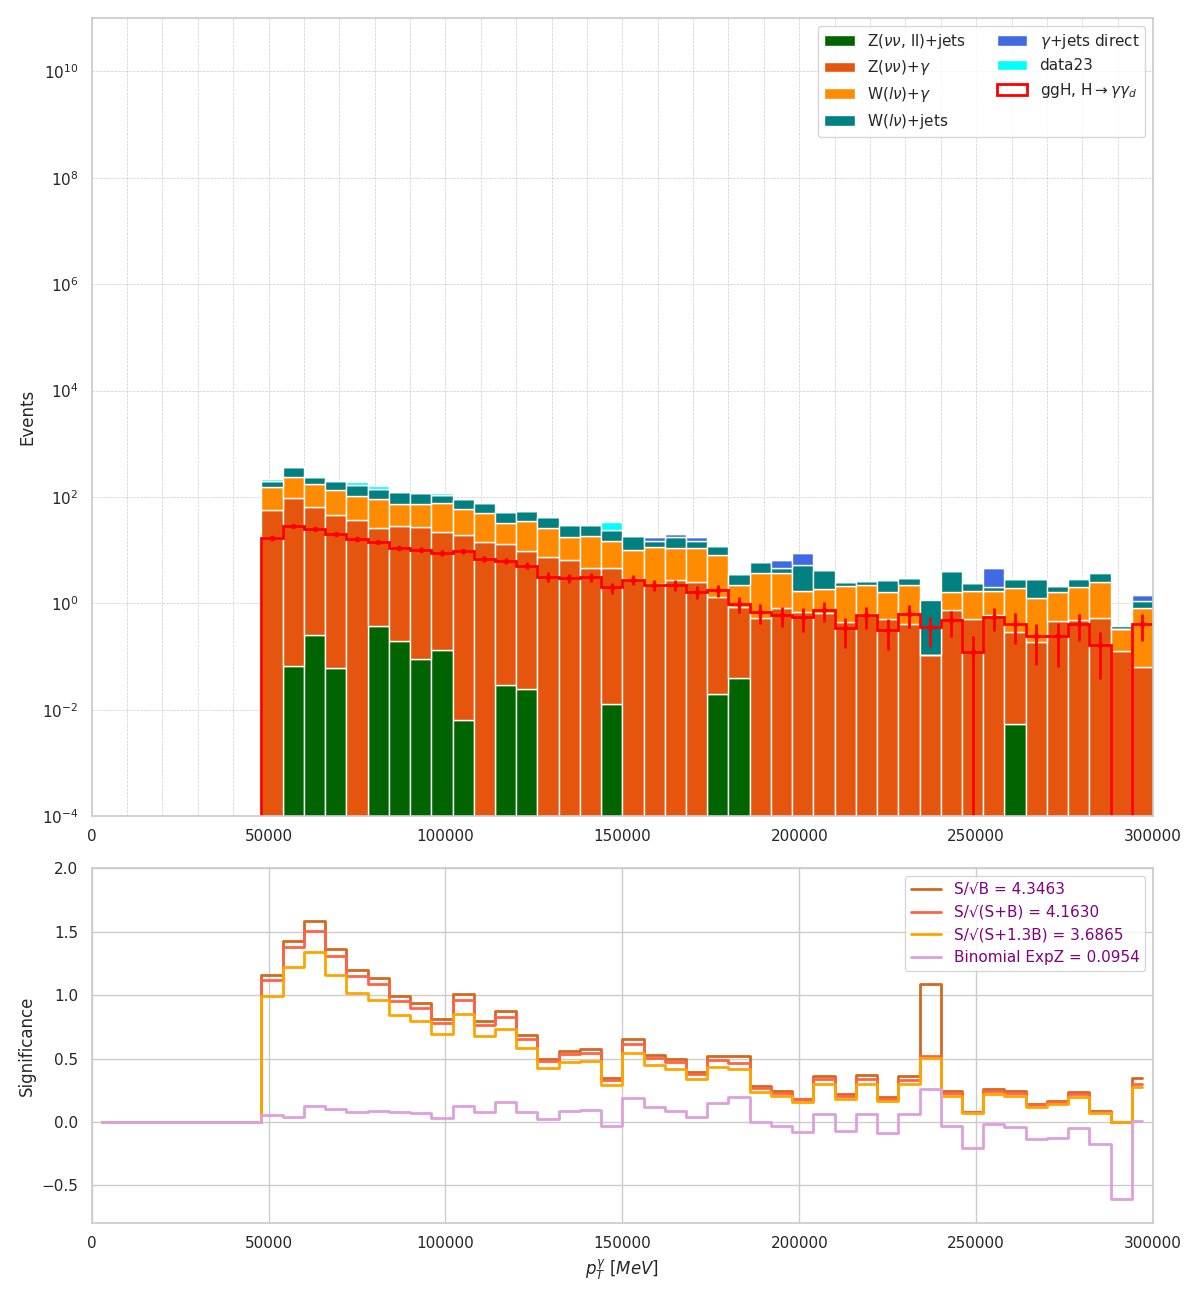 Z(νν, ll)+jets
Z(νν)+γ
W(lν)+γ
W(lν)+jets
γ+jets direct
data23
ggH, H→γγ_d
Events
10^10
10^8
10^6
10^4
10^2
10^0
10^−2
10^−4
0 50000 100000 150000 200000 250000 300000
S/√B = 4.3463
S/√(S+B) = 4.1630
S/√(S+1.3B) = 3.6865
Binomial ExpZ = 0.0954
Significance
2.0
1.5
1.0
0.5
0.0
−0.5
0 50000 100000 150000 200000 250000 300000
p_T^γ [MeV]